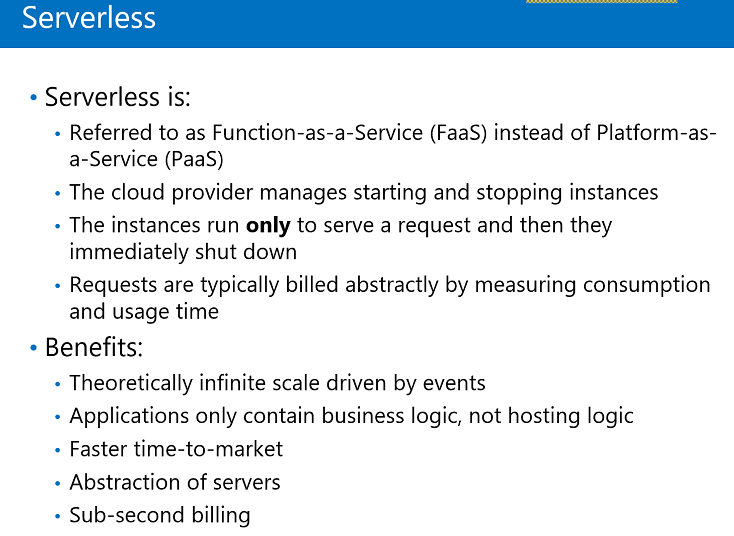 Serverless
• Serverless is:
• Referred to as Function-as-a-Service (FaaS) instead of Platform-as-
a-Service (PaaS)
• The cloud provider manages starting and stopping instances
• The instances run only to serve a request and then they
immediately shut down
• Requests are typically billed abstractly by measuring consumption
and usage time
• Benefits:
• Theoretically infinite scale driven by events
• Applications only contain business logic, not hosting logic
• Faster time-to-market
• Abstraction of servers
• Sub-second billing